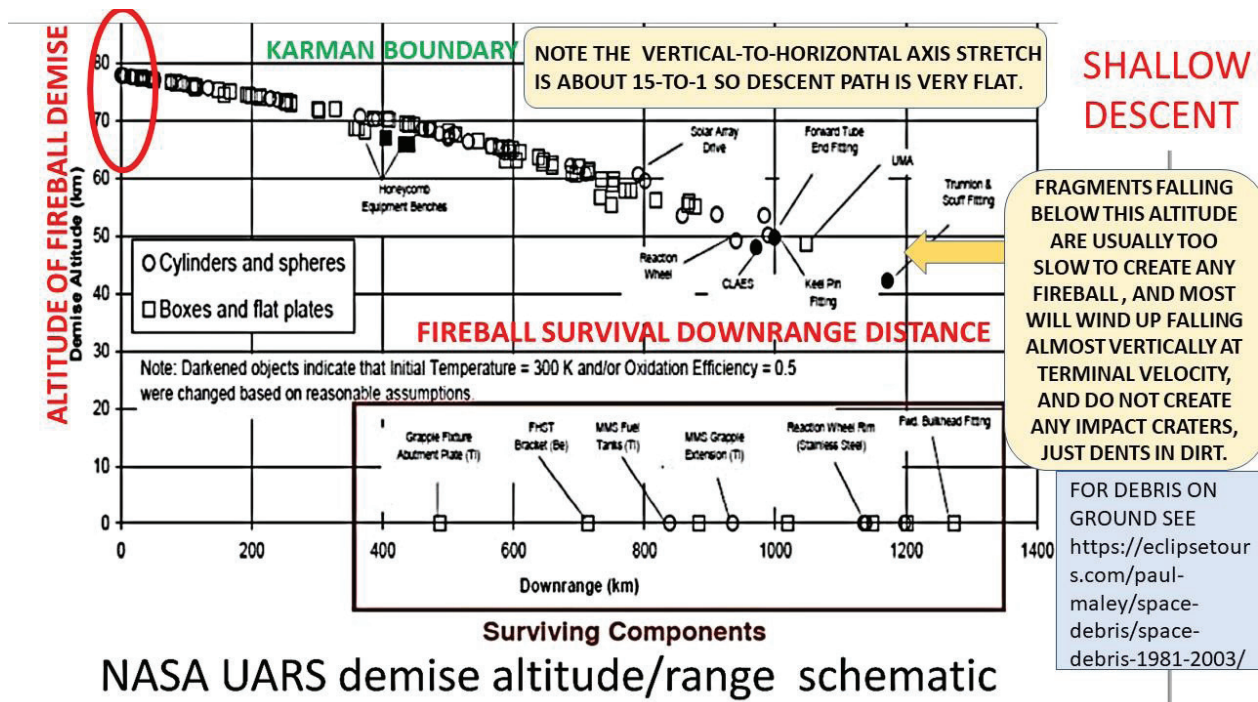 KARMAN BOUNDARY
NOTE THE VERTICAL-TO-HORIZONTAL AXIS STRETCH
IS ABOUT 15-TO-1 SO DESCENT PATH IS VERY FLAT.
SHALLOW
DESCENT
ALTITUDE OF FIREBALL DEMISE
Demise Altitude (km)
80
70
60
50
40
30
20
10
0
Solar Array
Drive
Forward Tube
End Fitting
UMA
Trunnion &
Scuff Fitting
Honeycomb
Equipment Benches
Reaction
Wheel
CLAES
Keel Pin
Fitting
Cylinders and spheres
Boxes and flat plates
FIREBALL SURVIVAL DOWNRANGE DISTANCE
Note: Darkened objects indicate that Initial Temperature = 300 K and/or Oxidation Efficiency = 0.5
were changed based on reasonable assumptions.
FRAGMENTS FALLING
BELOW THIS ALTITUDE
ARE USUALLY TOO
SLOW TO CREATE ANY
FIREBALL , AND MOST
WILL WIND UP FALLING
ALMOST VERTICALLY AT
TERMINAL VELOCITY,
AND DO NOT CREATE
ANY IMPACT CRATERS,
JUST DENTS IN DIRT.
Grapple Fixture
Abutment Plate (Ti)
FHST
Bracket (Be)
MMS Fuel
Tanks (Ti)
MMS Grapple
Extension (Ti)
Reaction Wheel Rim
(Stainless Steel)
Fwd. Bulkhead Fitting
0
200
400
600
800
1000
1200
1400
Downrange (km)
Surviving Components
FOR DEBRIS ON
GROUND SEE
https://eclipsetour
s.com/paul-
maley/space-
debris/space-
debris-1981-2003/
NASA UARS demise altitude/range schematic